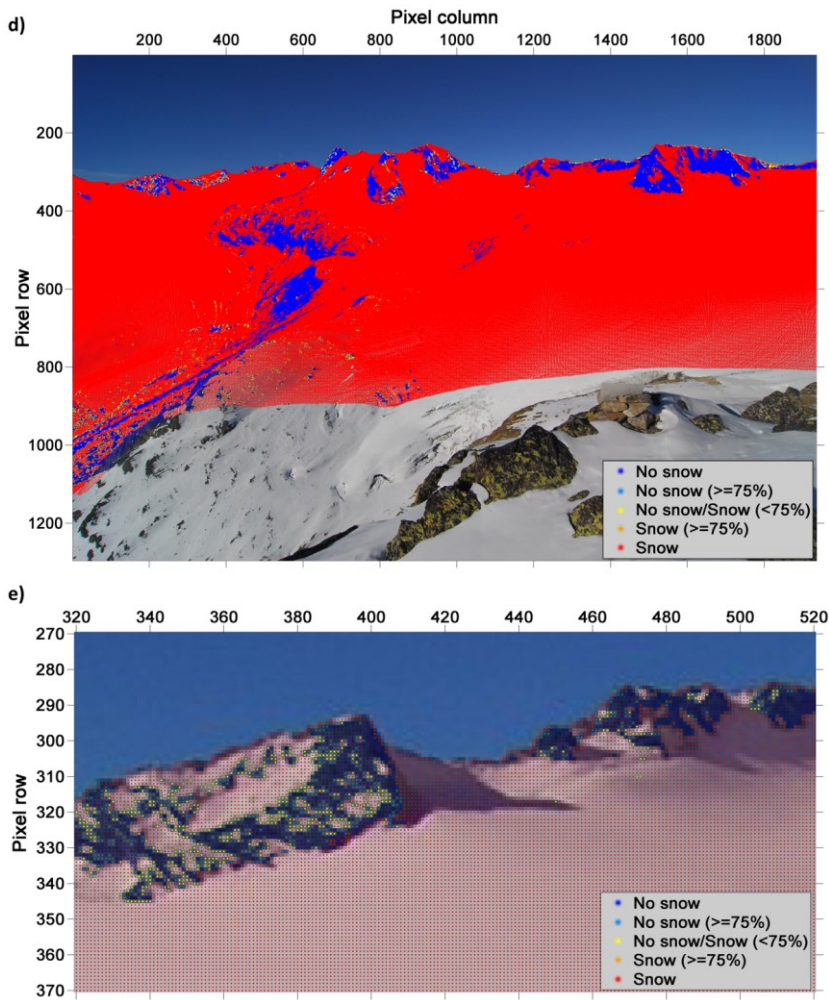 d)
Pixel column
200 400 600 800 1000 1200 1400 1600 1800
Pixel row
200
400
600
800
1000
1200
No snow
No snow (>=75%)
No snow/Snow (<75%)
Snow (>=75%)
Snow
e)
320 340 360 380 400 420 440 460 480 500 520
Pixel row
270
280
290
300
310
320
330
340
350
360
370
No snow
No snow (>=75%)
No snow/Snow (<75%)
Snow (>=75%)
Snow